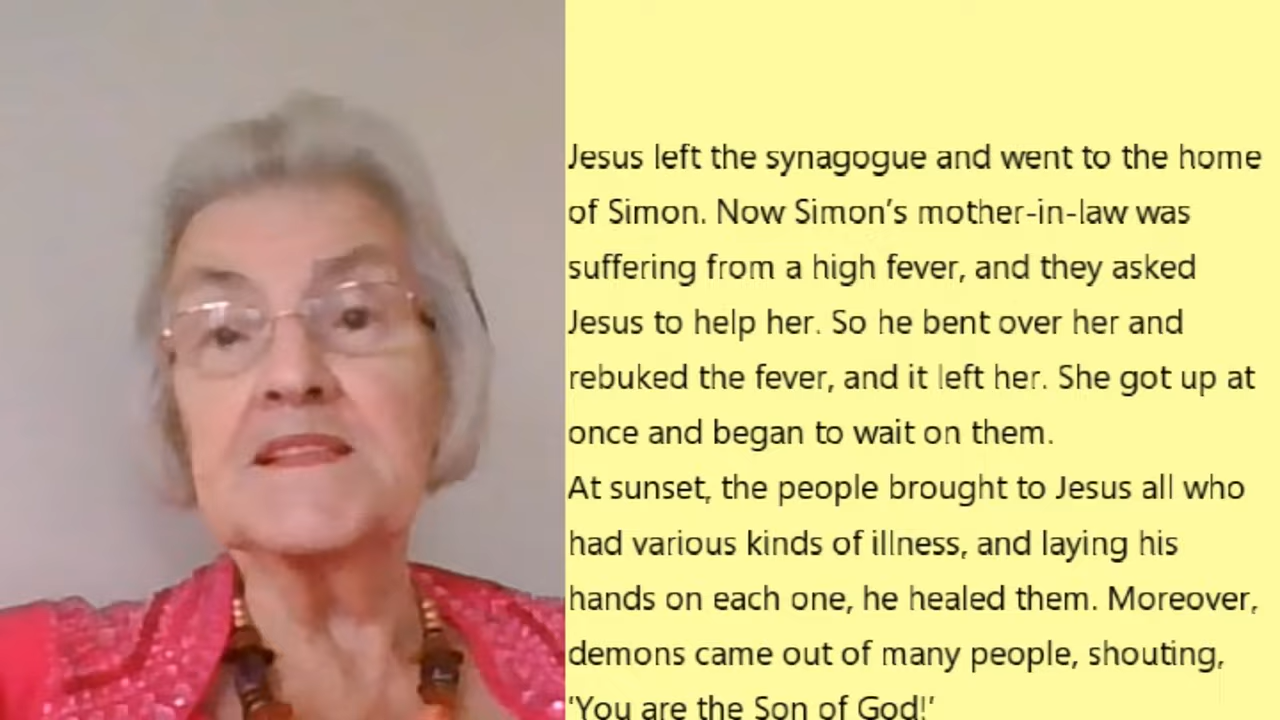 Jesus left the synagogue and went to the home
of Simon. Now Simon’s mother-in-law was
suffering from a high fever, and they asked
Jesus to help her. So he bent over her and
rebuked the fever, and it left her. She got up at
once and began to wait on them.
At sunset, the people brought to Jesus all who
had various kinds of illness, and laying his
hands on each one, he healed them. Moreover,
demons came out of many people, shouting,
‘You are the Son of God!’